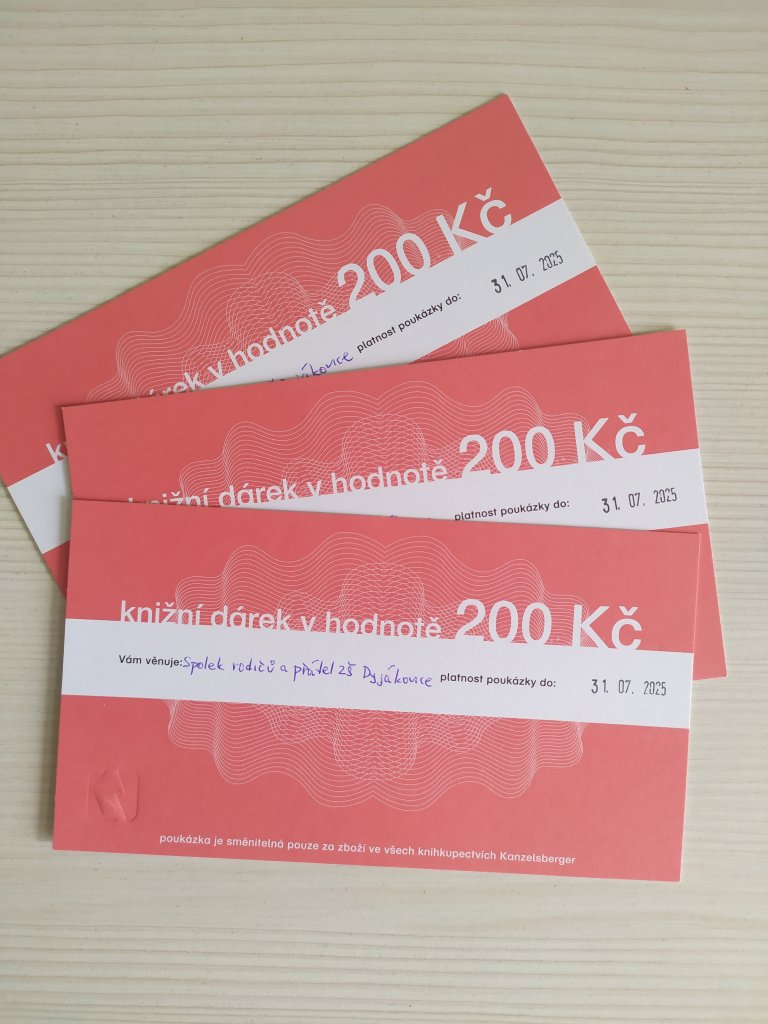 knižní dárek v hodnotě 200 Kč
platnost poukázky do: 31. 07. 2025
knižní dárek v hodnotě 200 Kč
platnost poukázky do: 31. 07. 2025
knižní dárek v hodnotě 200 Kč
Vám věnuje: Spolek rodičů a přátel ZŠ Dyjákovice platnost poukázky do: 31. 07. 2025
poukázka je směnitelná pouze za zboží ve všech knihkupectvích Kanzelsberger